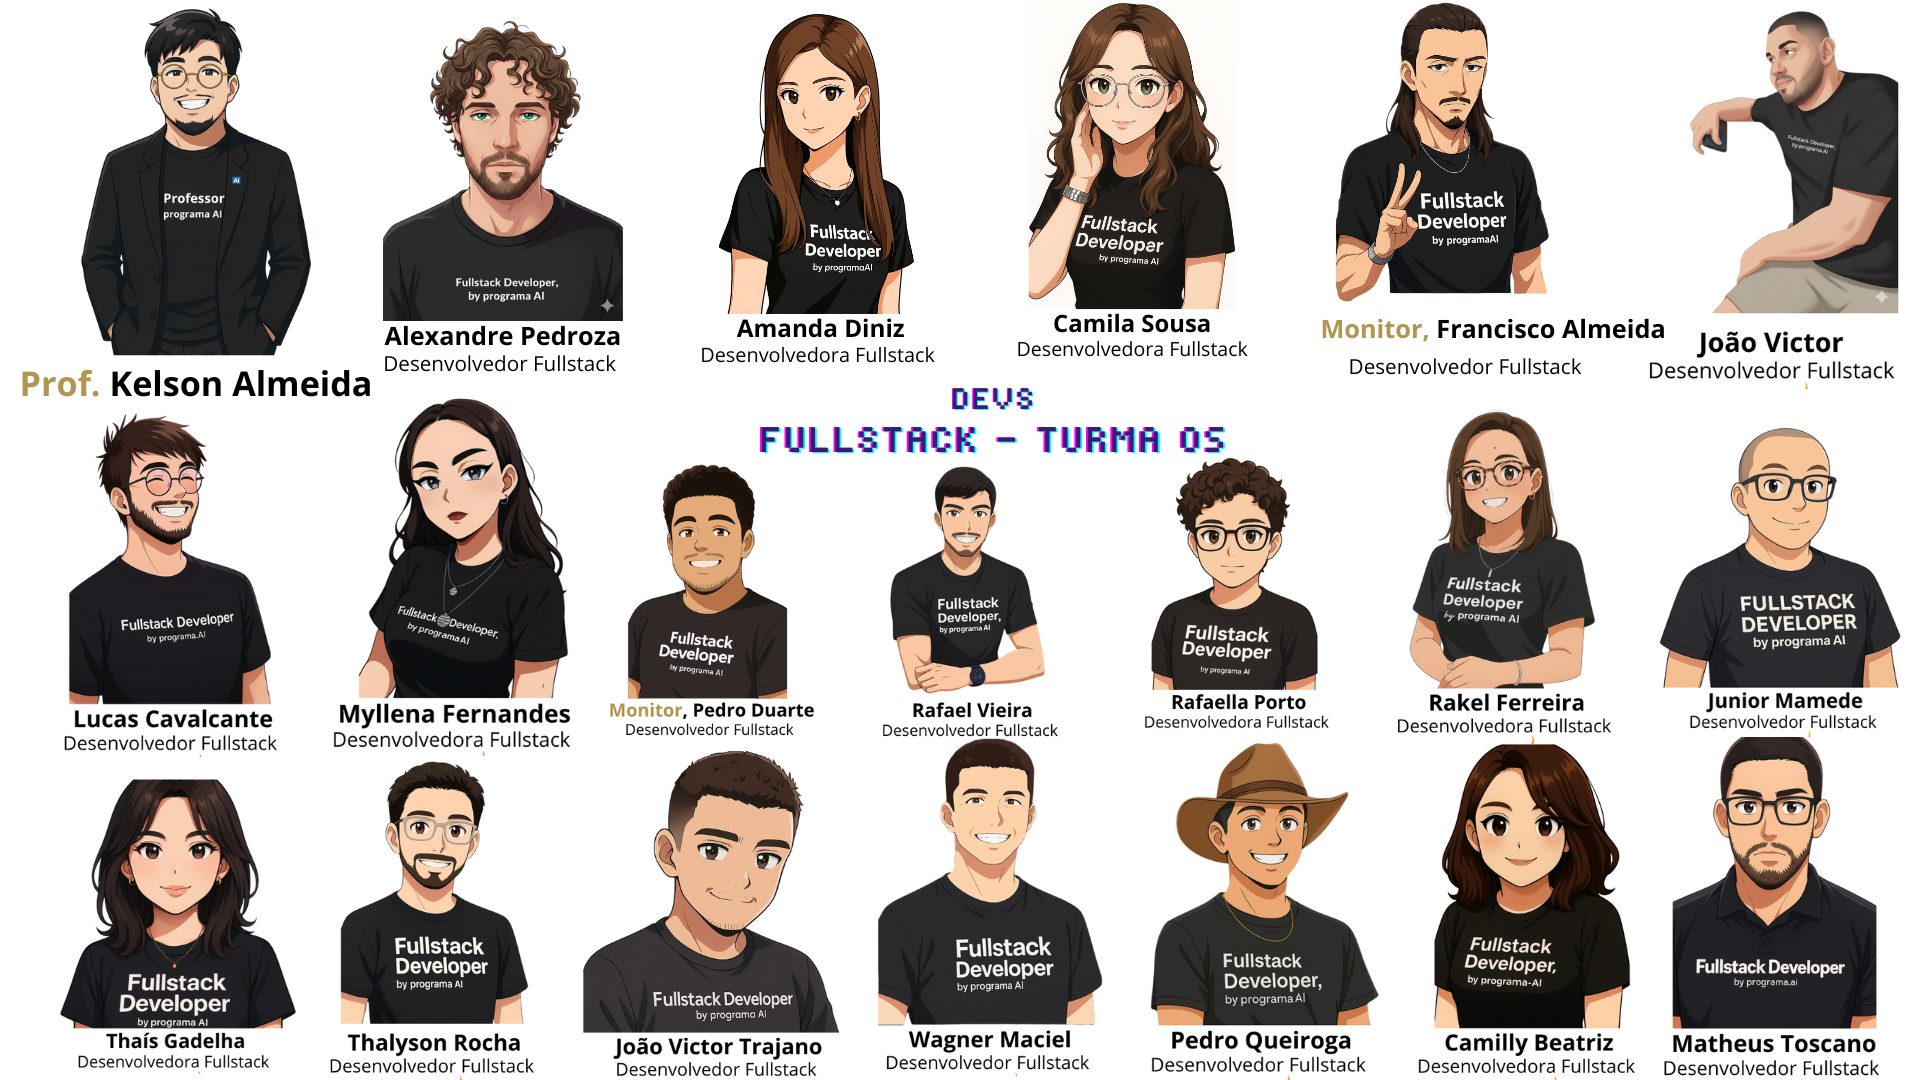 Professor
programa AI
AI
Prof. Kelson Almeida
Fullstack Developer,
by programa AI
Alexandre Pedroza
Desenvolvedor Fullstack
Fullstack
Developer
by programaAI
Amanda Diniz
Desenvolvedora Fullstack
Fullstack
Developer
by programa AI
Camila Sousa
Desenvolvedora Fullstack
Fullstack
Developer
by programaAI
Monitor, Francisco Almeida
Desenvolvedor Fullstack
Fullstack Developer,
by programa AI
João Victor
Desenvolvedor Fullstack
DEVS
FULLSTACK - TURMA 05
Fullstack Developer
by programa.AI
Lucas Cavalcante
Desenvolvedor Fullstack
Fullstack Developer,
by programaAI
Myllena Fernandes
Desenvolvedora Fullstack
Fullstack
Developer
by programa AI
Monitor, Pedro Duarte
Desenvolvedor Fullstack
Fullstack
Developer,
by programa AI
Rafael Vieira
Desenvolvedor Fullstack
Fullstack
Developer
by programa AI
Rafaella Porto
Desenvolvedora Fullstack
Fullstack
Developer
by programa AI
Rakel Ferreira
Desenvolvedora Fullstack
FULLSTACK
DEVELOPER
by programa AI
Junior Mamede
Desenvolvedor Fullstack
Fullstack
Developer
by programa AI
Thaís Gadelha
Desenvolvedora Fullstack
Fullstack
Developer
by programa AI
Thalyson Rocha
Desenvolvedor Fullstack
Fullstack Developer
by programa AI
João Victor Trajano
Desenvolvedor Fullstack
Fullstack
Developer
by programa AI
Wagner Maciel
Desenvolvedor Fullstack
Fullstack
Developer,
by programa AI
Pedro Queiroga
Desenvolvedor Fullstack
Fullstack
Developer,
by programa-AI
Camilly Beatriz
Desenvolvedora Fullstack
Fullstack Developer
by programa.ai
Matheus Toscano
Desenvolvedor Fullstack